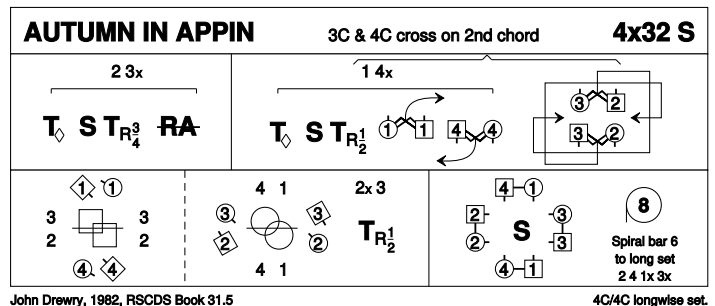 AUTUMN IN APPIN 3C & 4C cross on 2nd chord 4x32 S
2 3x 1 4x
T◇ S T R¾ RA T◇ S T R½ 1 1 4 4 3 2
3 2
1 1 4 1 2x 3 4 1
3 3 3 3 2 3
2 2 2 2 T R½ 2 S 3 8
4 4 4 1 4 1 Spiral bar 6
to long set
2 4 1x 3x
John Drewry, 1982, RSCDS Book 31.5 4C/4C longwise set.